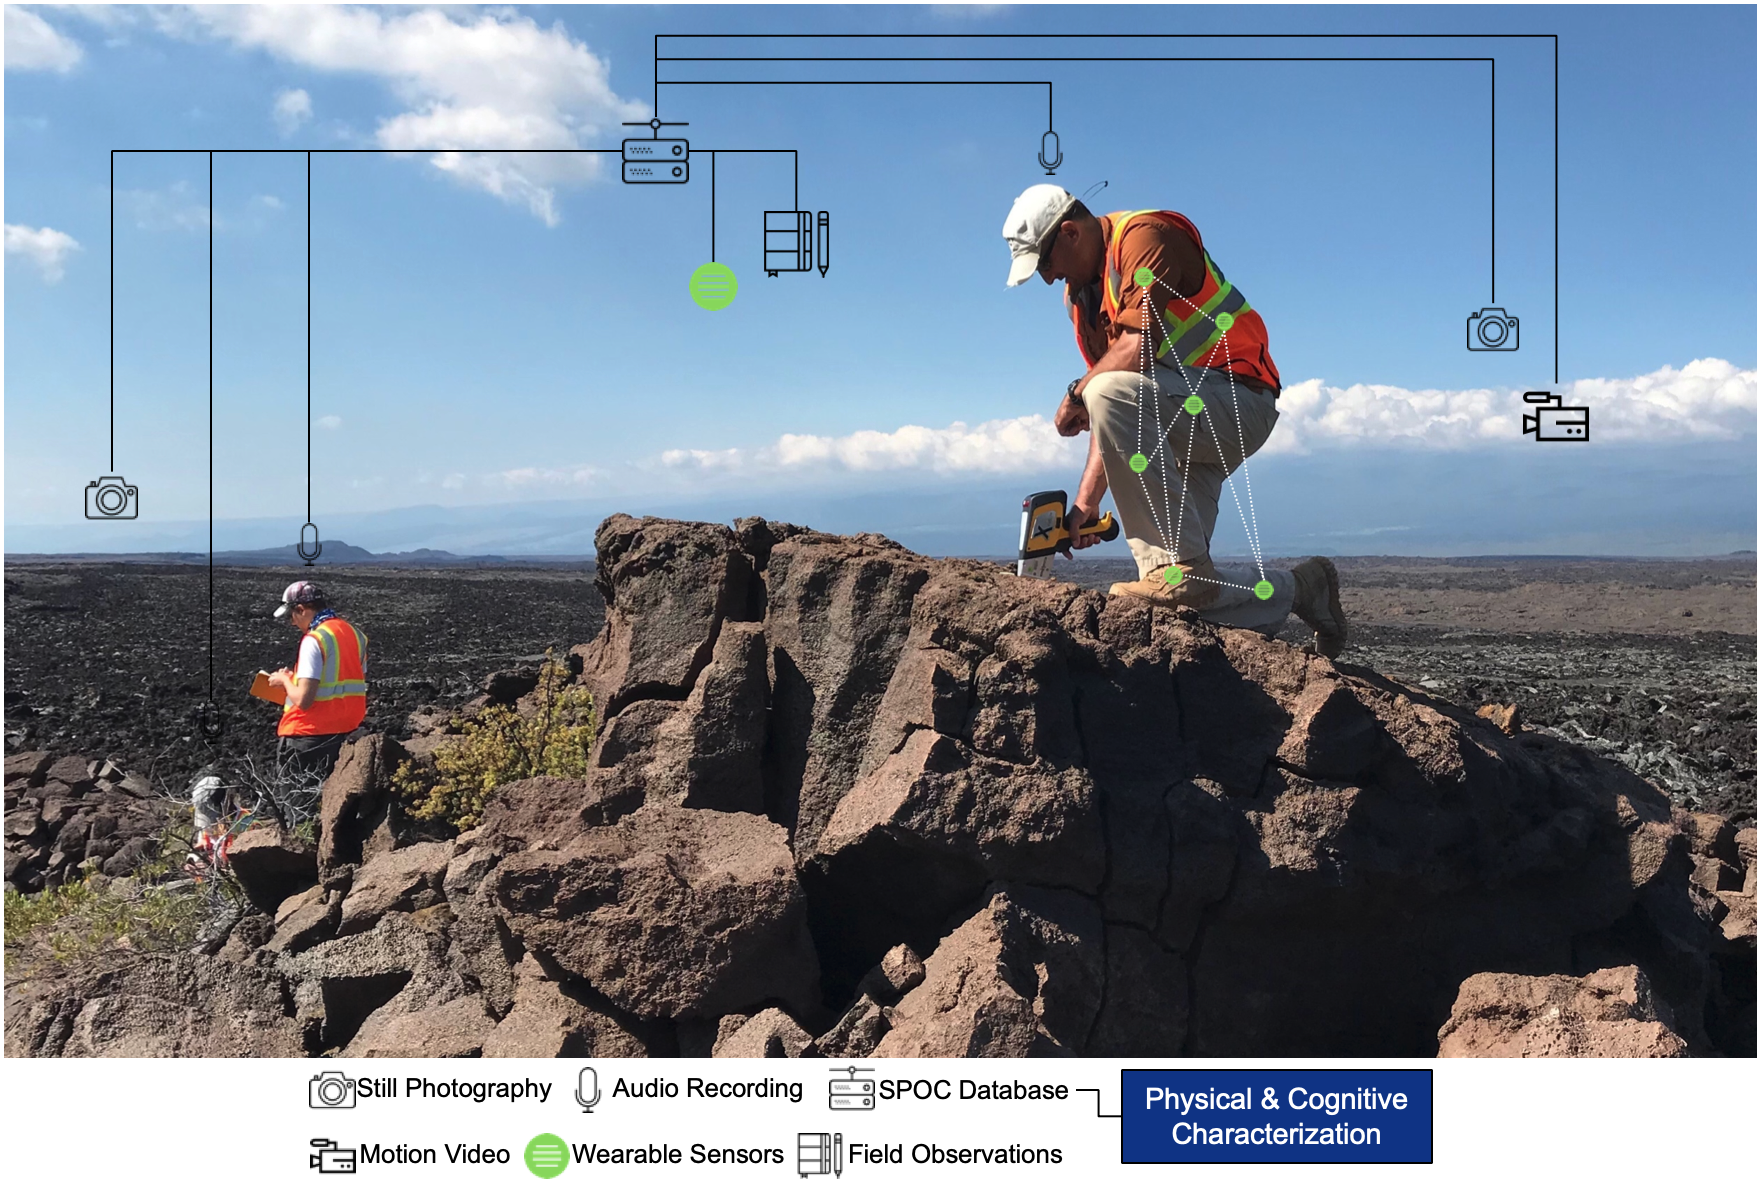 Still Photography
Audio Recording
SPOC Database
Physical & Cognitive
Characterization
Motion Video
Wearable Sensors
Field Observations